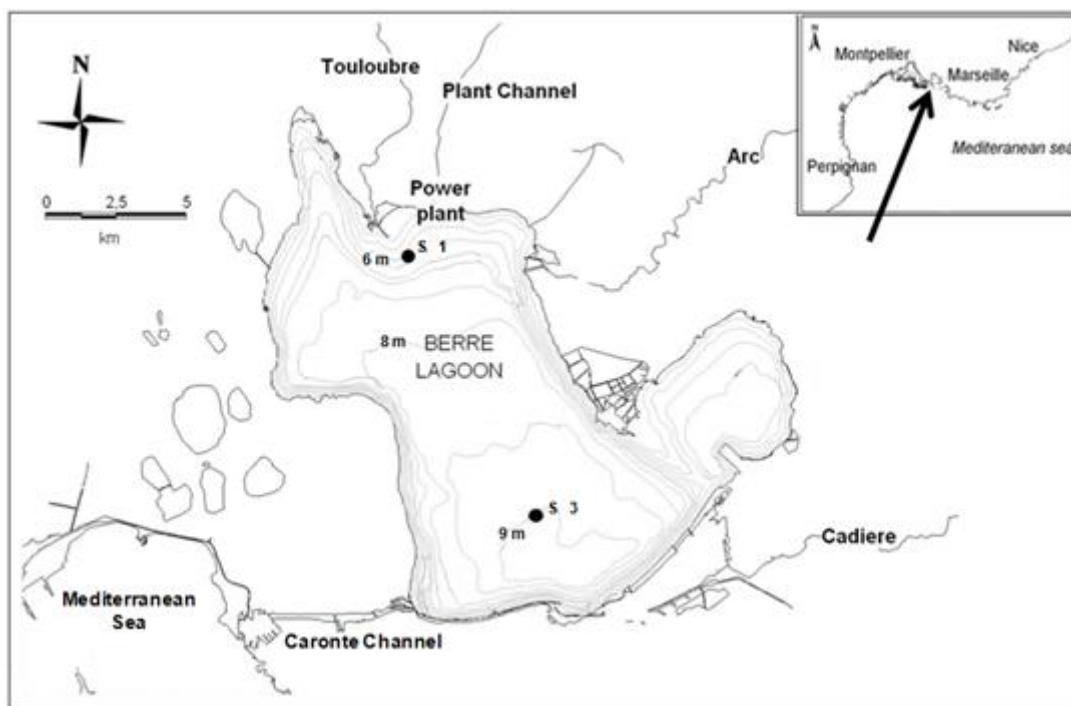 N
0 2,5 5
km
Touloubre
Plant Channel
Power
plant
Arc
S 1
6 m
8 m
BERRE
LAGOON
S 3
9 m
Cadiere
Mediterranean
Sea
Caronte Channel
N
Montpellier
Nice
Marseille
Mediteranean sea
Perpignan